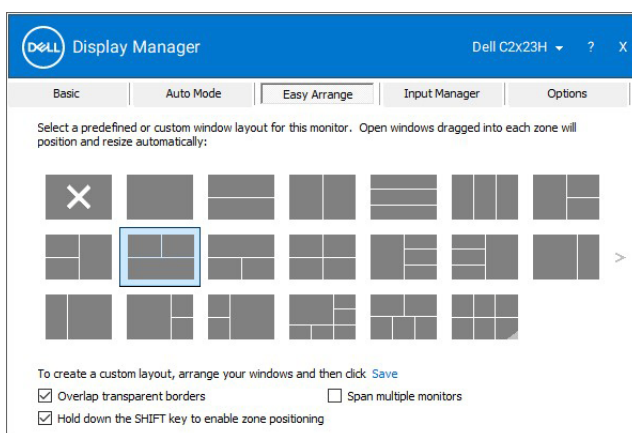 DELL Display Manager Dell C2x23H ? X
Basic Auto Mode Easy Arrange Input Manager Options
Select a predefined or custom window layout for this monitor. Open windows dragged into each zone will
position and resize automatically:
>
To create a custom layout, arrange your windows and then click Save
Overlap transparent borders Span multiple monitors
Hold down the SHIFT key to enable zone positioning